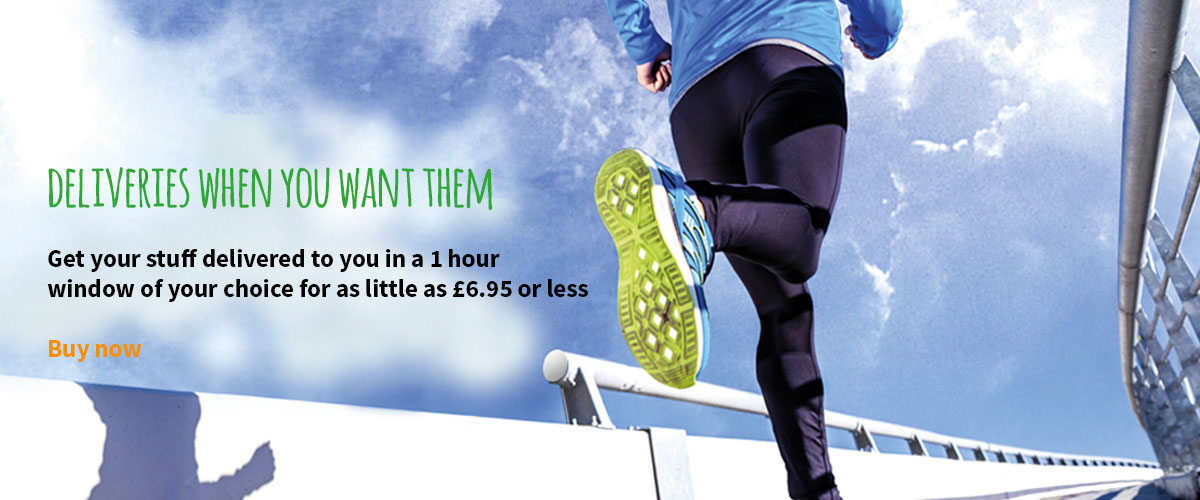 DELIVERIES WHEN YOU WANT THEM
Get your stuff delivered to you in a 1 hour
window of your choice for as little as £6.95 or less
Buy now